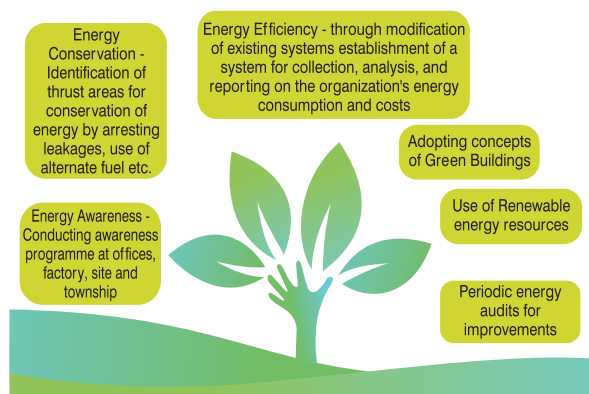 Energy
Conservation -
Identification of
thrust areas for
conservation of
energy by arresting
leakages, use of
alternate fuel etc.
Energy Efficiency - through modification
of existing systems establishment of a
system for collection, analysis, and
reporting on the organization's energy
consumption and costs
Adopting concepts
of Green Buildings
Energy Awareness -
Conducting awareness
programme at offices,
factory, site and
township
Use of Renewable
energy resources
Periodic energy
audits for
improvements